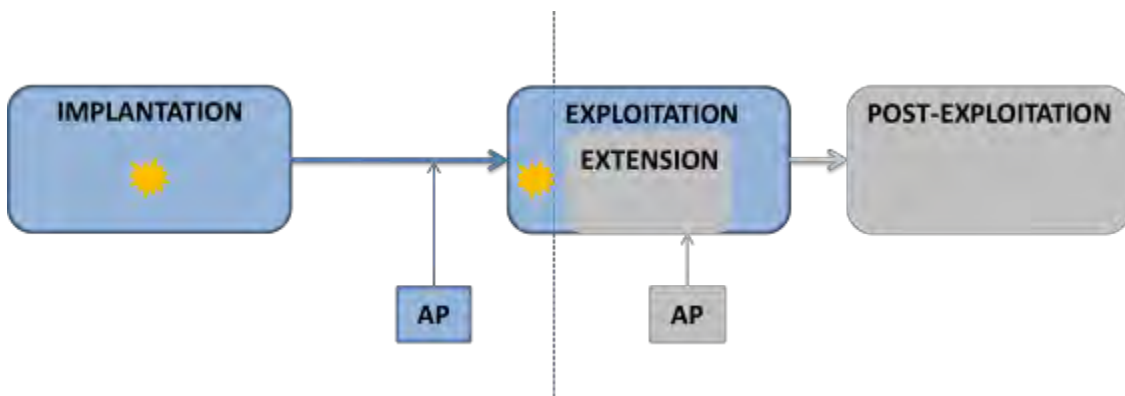 IMPLANTATION
EXPLOITATION
EXTENSION
POST-EXPLOITATION
AP
AP